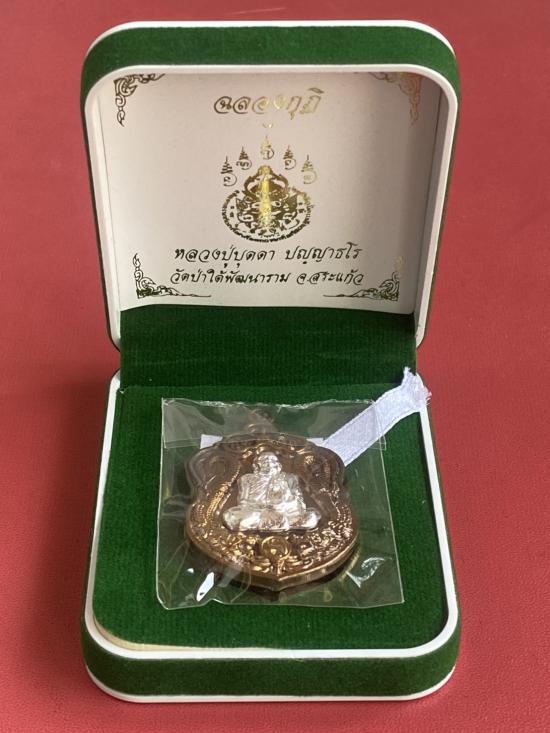 ฉลองกุฏิ
หลวงปู่บุดดา ปญฺญาธโร
วัดป่าใต้พัฒนาราม จ.สระแก้ว